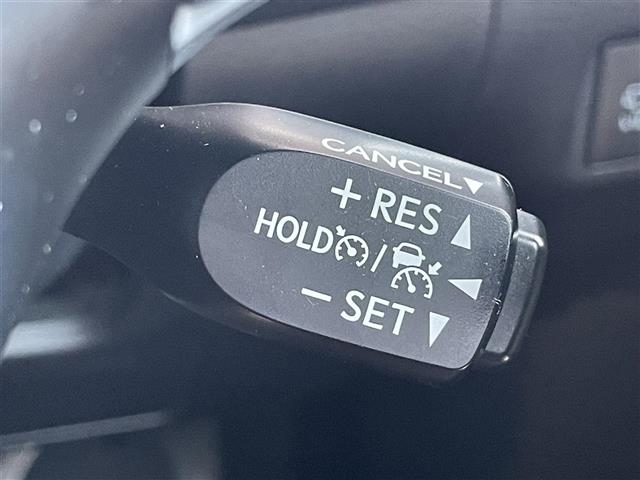 CANCEL▼
+ RES ▲
HOLD / ◀
− SET ▼